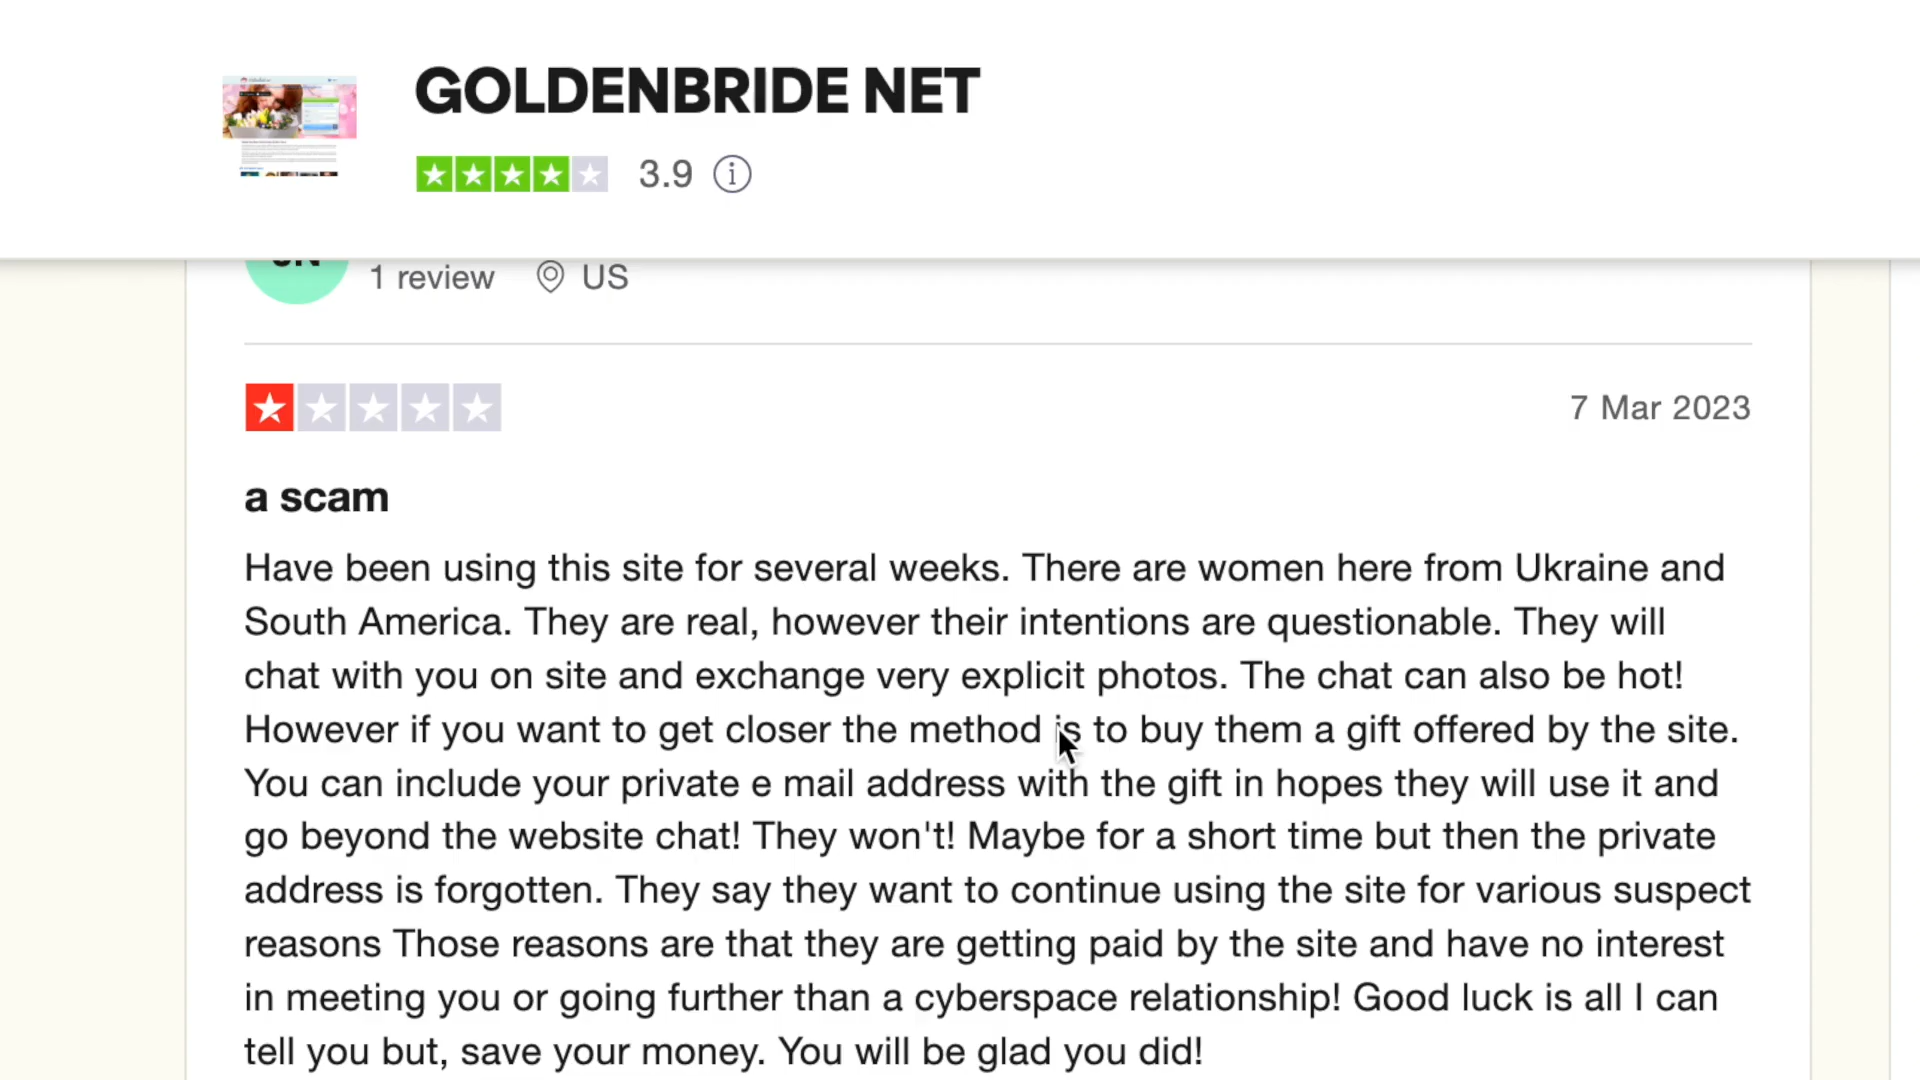 GOLDENBRIDE NET
3.9
1 review US
7 Mar 2023
a scam
Have been using this site for several weeks. There are women here from Ukraine and
South America. They are real, however their intentions are questionable. They will
chat with you on site and exchange very explicit photos. The chat can also be hot!
However if you want to get closer the method is to buy them a gift offered by the site.
You can include your private e mail address with the gift in hopes they will use it and
go beyond the website chat! They won't! Maybe for a short time but then the private
address is forgotten. They say they want to continue using the site for various suspect
reasons Those reasons are that they are getting paid by the site and have no interest
in meeting you or going further than a cyberspace relationship! Good luck is all I can
tell you but, save your money. You will be glad you did!